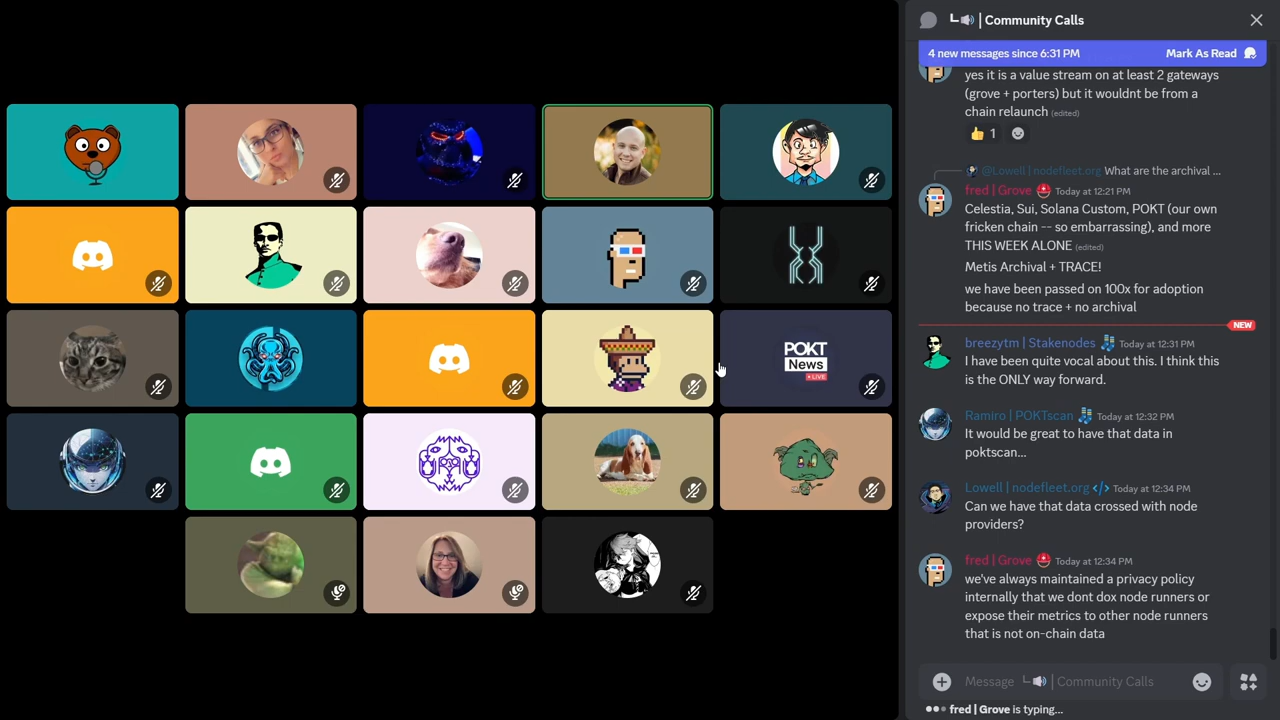 POKT
News
LIVE
Community Calls
4 new messages since 6:31 PM
Mark As Read
yes it is a value stream on at least 2 gateways
(grove + porters) but it wouldnt be from a
chain relaunch (edited)
1
@Lowell | nodefleet.org What are the archival ...
fred | Grove Today at 12:21 PM
Celestia, Sui, Solana Custom, POKT (our own
fricken chain -- so embarrassing), and more
THIS WEEK ALONE (edited)
Metis Archival + TRACE!
we have been passed on 100x for adoption
because no trace + no archival
NEW
breezytm | Stakenodes Today at 12:31 PM
I have been quite vocal about this. I think this
is the ONLY way forward.
Ramiro | POKTscan Today at 12:32 PM
It would be great to have that data in
poktscan...
Lowell | nodefleet.org </> Today at 12:34 PM
Can we have that data crossed with node
providers?
fred | Grove Today at 12:34 PM
we've always maintained a privacy policy
internally that we dont dox node runners or
expose their metrics to other node runners
that is not on-chain data
Message | Community Calls
fred | Grove is typing...